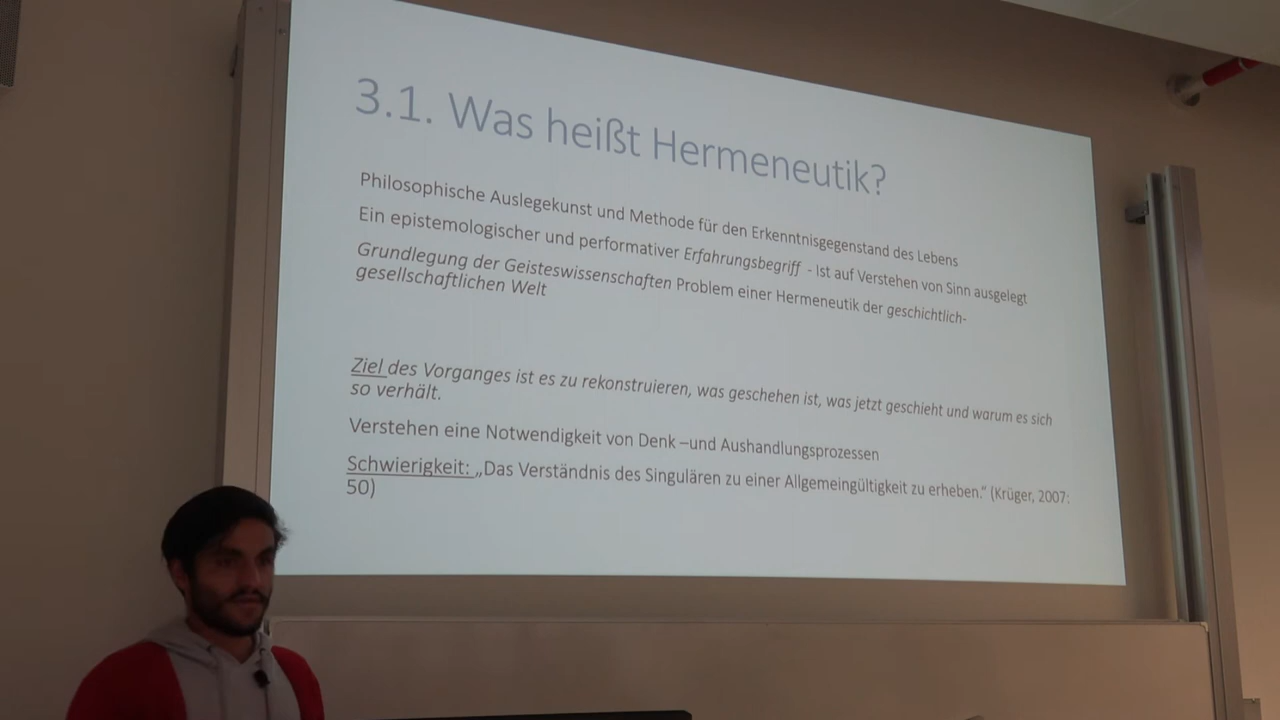 3.1. Was heißt Hermeneutik?
Philosophische Auslegekunst und Methode für den Erkenntnisgegenstand des Lebens
Ein epistemologischer und performativer Erfahrungsbegriff - Ist auf Verstehen von Sinn ausgelegt
Grundlegung der Geisteswissenschaften Problem einer Hermeneutik der geschichtlich-
gesellschaftlichen Welt
Ziel des Vorganges ist es zu rekonstruieren, was geschehen ist, was jetzt geschieht und warum es sich
so verhält.
Verstehen eine Notwendigkeit von Denk –und Aushandlungsprozessen
Schwierigkeit: „Das Verständnis des Singulären zu einer Allgemeingültigkeit zu erheben.“ (Krüger, 2007:
50)